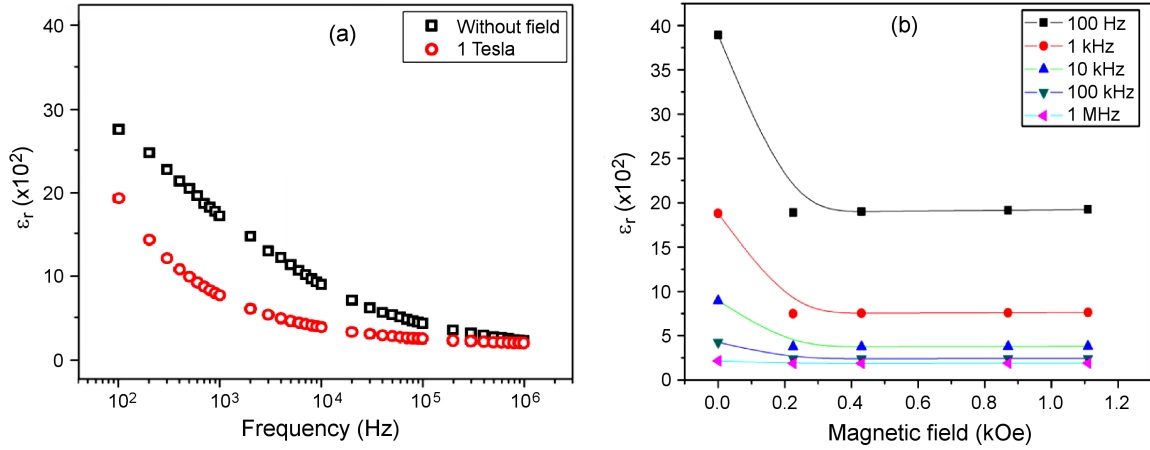 (a)
Without field
1 Tesla
40
30
20
10
0
εr (x10²)
10² 10³ 10⁴ 10⁵ 10⁶
Frequency (Hz)
(b)
100 Hz
1 kHz
10 kHz
100 kHz
1 MHz
40
35
30
25
20
15
10
5
0
εr (x10²)
0.0 0.2 0.4 0.6 0.8 1.0 1.2
Magnetic field (kOe)